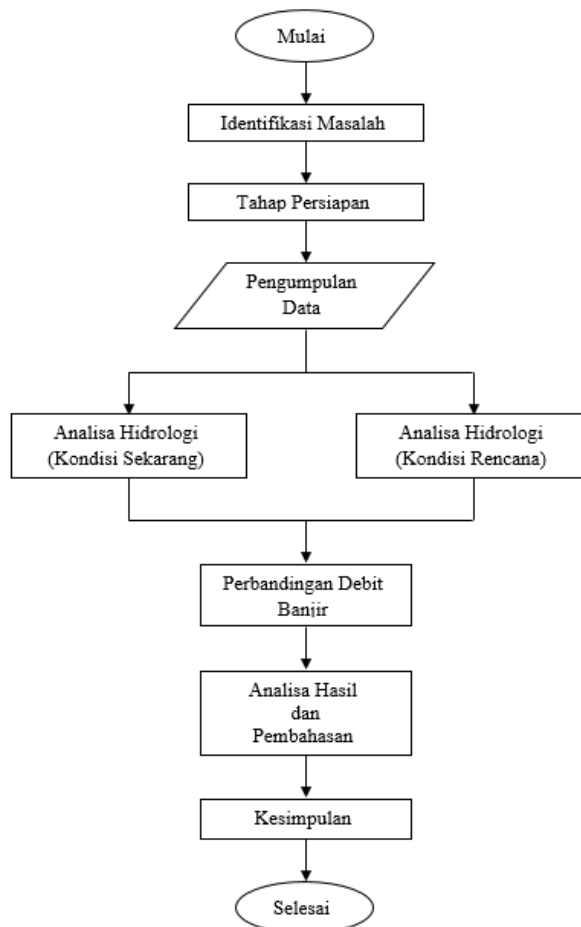 Mulai
Identifikasi Masalah
Tahap Persiapan
Pengumpulan
Data
Analisa Hidrologi
(Kondisi Sekarang)
Analisa Hidrologi
(Kondisi Rencana)
Perbandingan Debit
Banjir
Analisa Hasil
dan
Pembahasan
Kesimpulan
Selesai